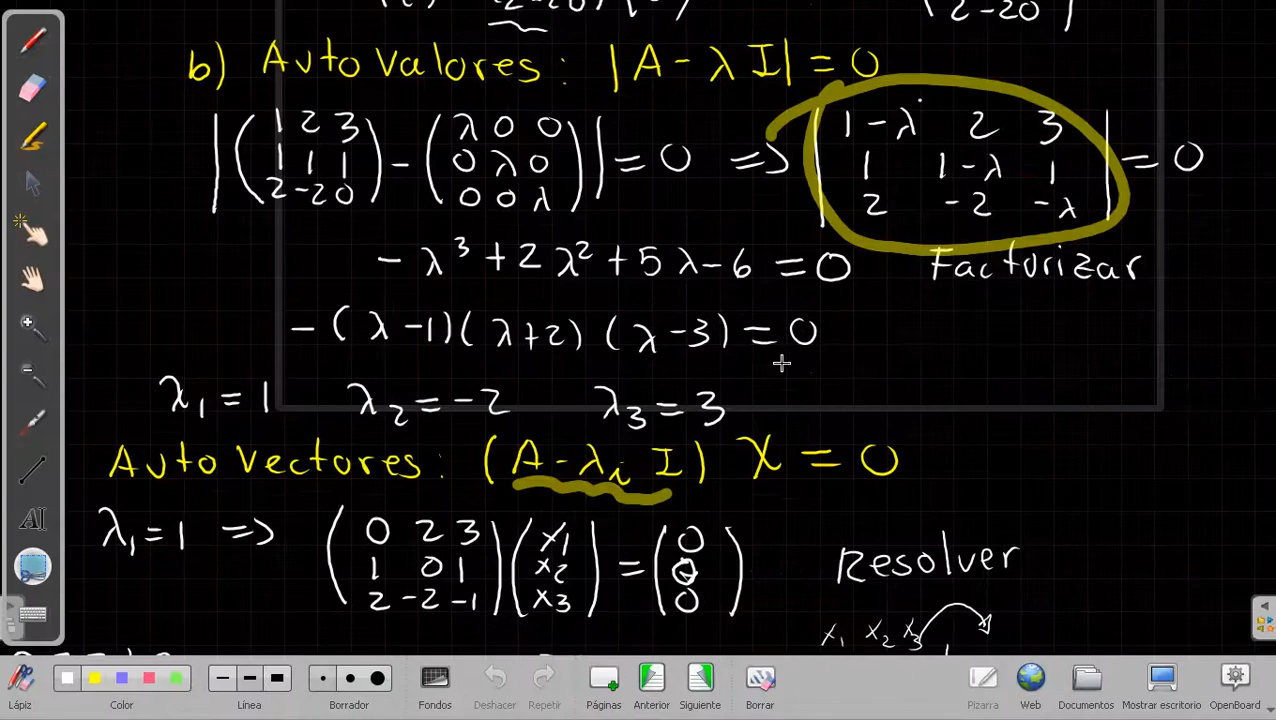 2 -2 0
b) Autovalores: |A - λ I| = 0
|(1 2 3 - (λ 0 0 | = 0 => |1-λ 2 3| = 0
1 1 1 0 λ 0 1 1-λ 1
2 -2 0) 0 0 λ) 2 -2 -λ
- λ³ + 2λ² + 5λ - 6 = 0 Factorizar
- (λ - 1)(λ + 2)(λ - 3) = 0
λ₁ = 1 λ₂ = -2 λ₃ = 3
Auto Vectores: (A - λᵢ I) X = 0
λ₁ = 1 => (0 2 3) (x₁) = (0) Resolver
1 0 1 x₂ 0
2 -2 -1 x₃ 0
x₁ x₂ x₃
Lápiz Color Línea Borrador Fondos Deshacer Repetir Páginas Anterior Siguiente Borrar Pizarra Web Documentos Mostrar escritorio OpenBoard